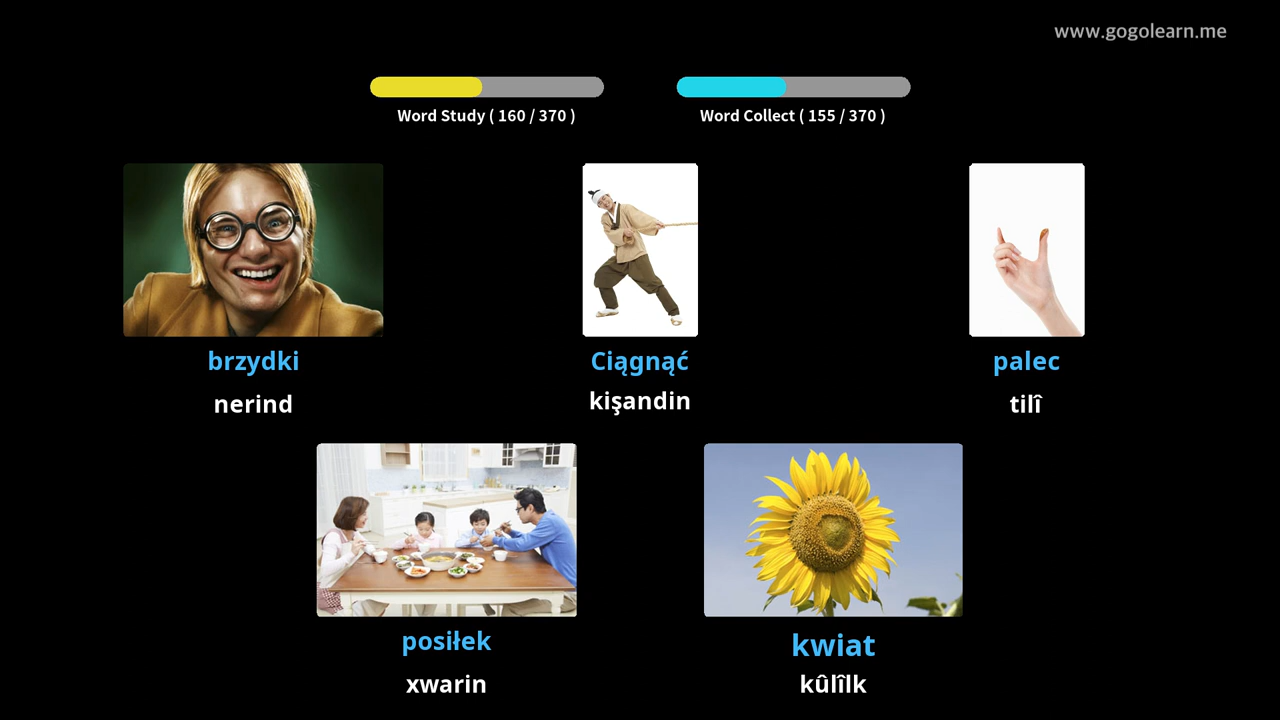 www.gogolearn.me
Word Study ( 160 / 370 )
Word Collect ( 155 / 370 )
brzydki
nerind
Ciągnąć
kişandin
palec
tilî
posiłek
xwarin
kwiat
kûlîlk